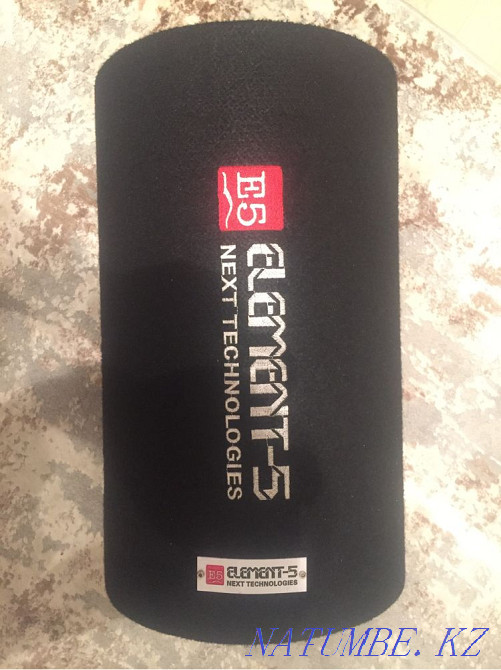 E5
ELEMENT-5
NEXT TECHNOLOGIES
E5 ELEMENT-5
NEXT TECHNOLOGIES
NATUMBE. KZ